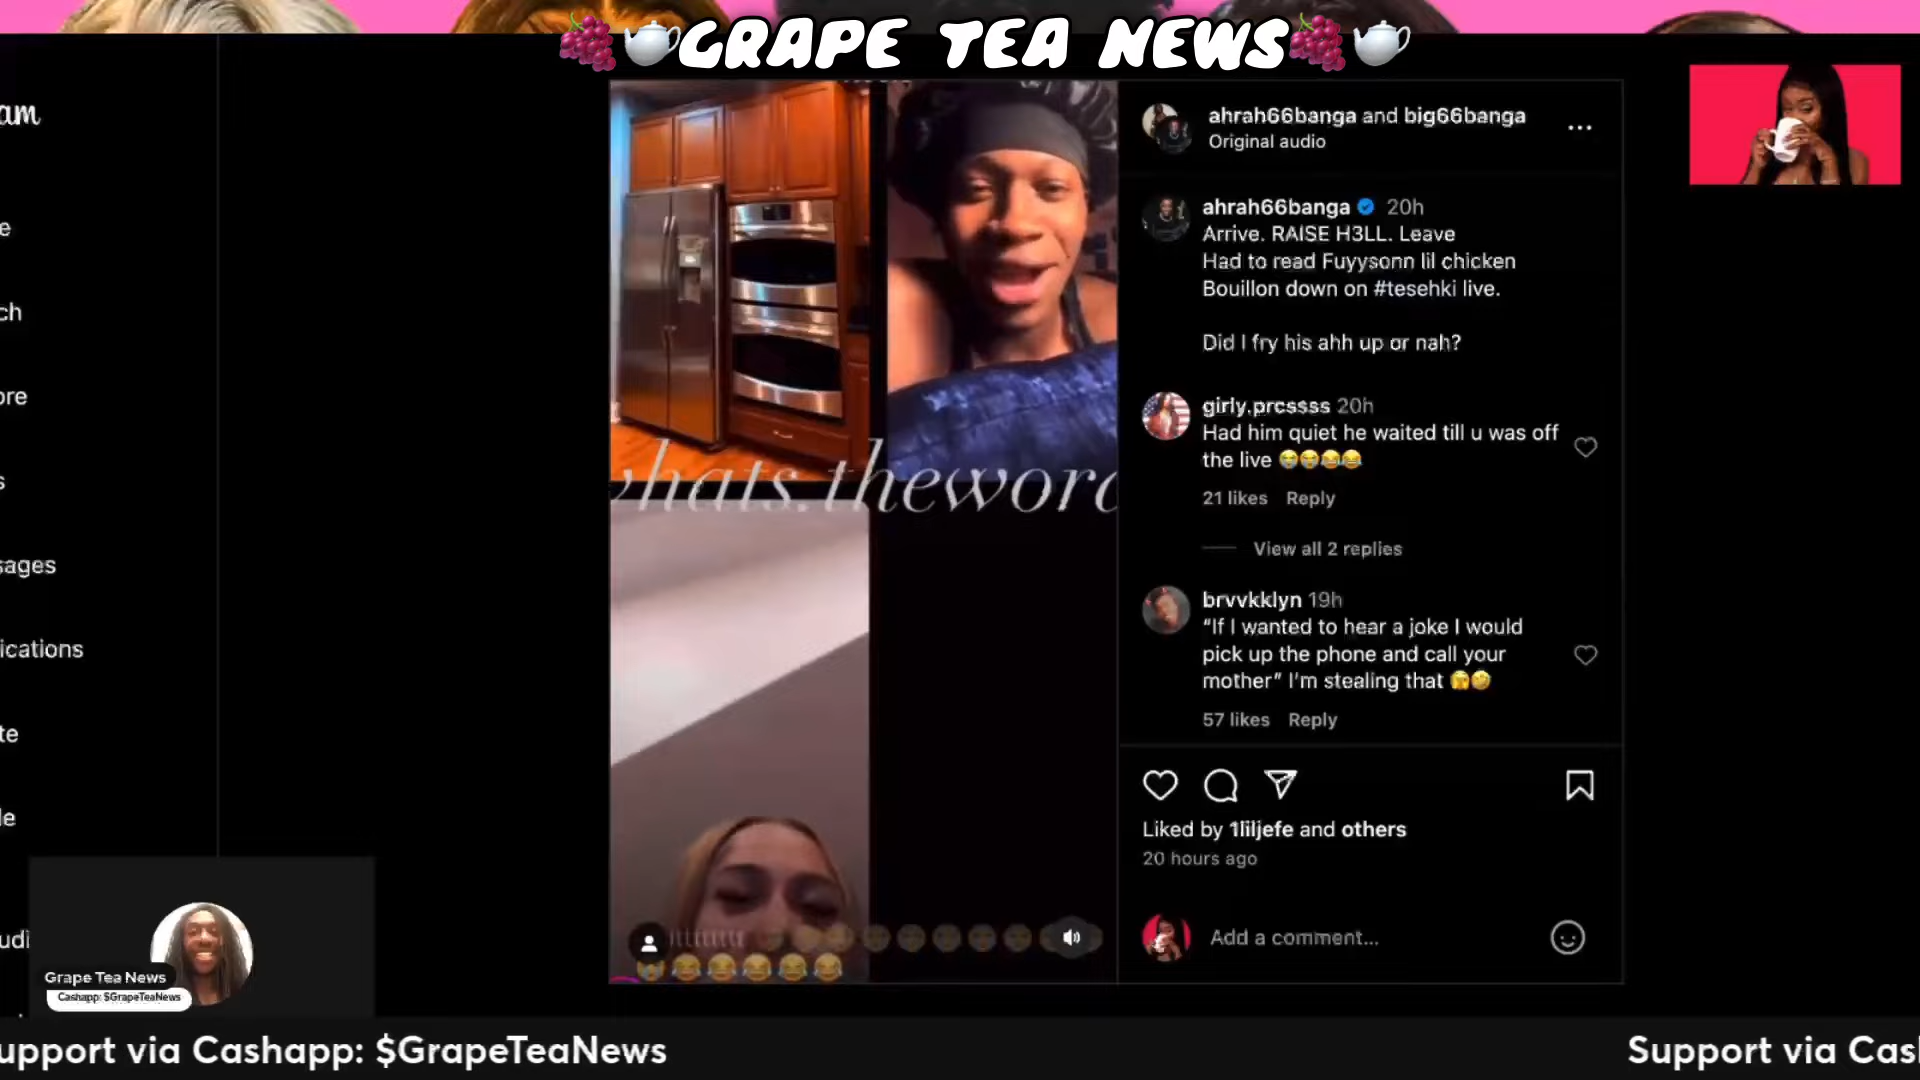 GRAPE TEA NEWS
am
e
ch
ore
s
sages
ications
te
le
udi
Grape Tea News
Cashapp: $GrapeTeaNews
hats.thewor
ahrah66banga and big66banga
Original audio
ahrah66banga 20h
Arrive. RAISE H3LL. Leave
Had to read Fuyysonn lil chicken
Bouillon down on #tesehki live.
Did I fry his ahh up or nah?
girly.prcssss 20h
Had him quiet he waited till u was off
the live 😭😭😂😂
21 likes Reply
View all 2 replies
brvvkklyn 19h
“If I wanted to hear a joke I would
pick up the phone and call your
mother” I'm stealing that 🫣🤣
57 likes Reply
Liked by 1liljefe and others
20 hours ago
Add a comment...
upport via Cashapp: $GrapeTeaNews
Support via Cas